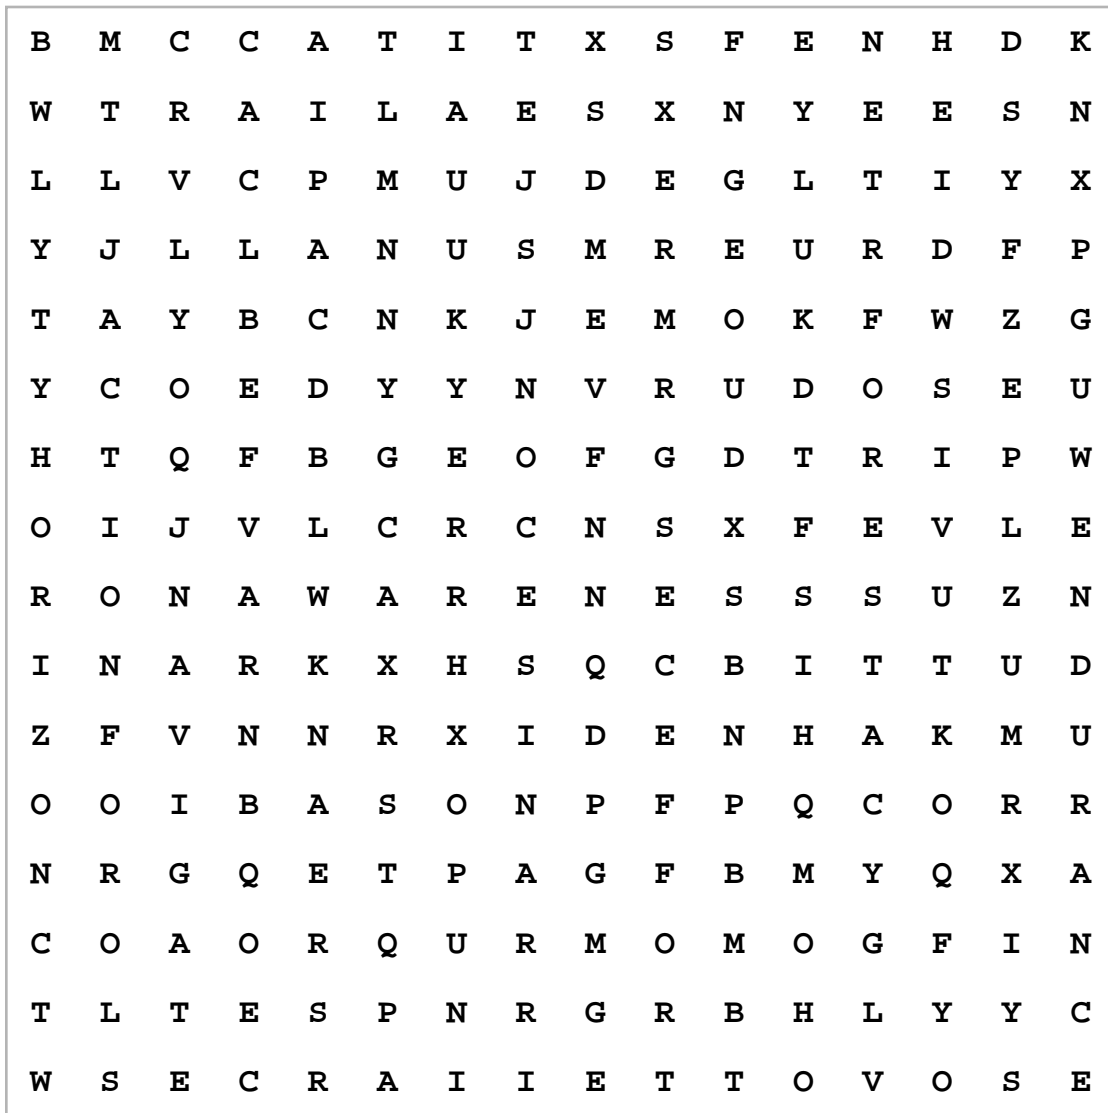 B M C C A T I T X S F E N H D K
W T R A I L A E S X N Y E E S N
L L V C P M U J D E G L T I Y X
Y J L L A N U S M R E U R D F P
T A Y B C N K J E M O K F W Z G
Y C O E D Y Y N V R U D O S E U
H T Q F B G E O F G D T R I P W
O I J V L C R C N S X F E V L E
R O N A W A R E N E S S S U Z N
I N A R K X H S Q C B I T T U D
Z F V N N R X I D E N H A K M U
O O I B A S O N P F P Q C O R R
N R G Q E T P A G F B M Y Q X A
C O A O R Q U R M O M O G F I N
T L T E S P N R G R B H L Y Y C
W S E C R A I I E T T O V O S E